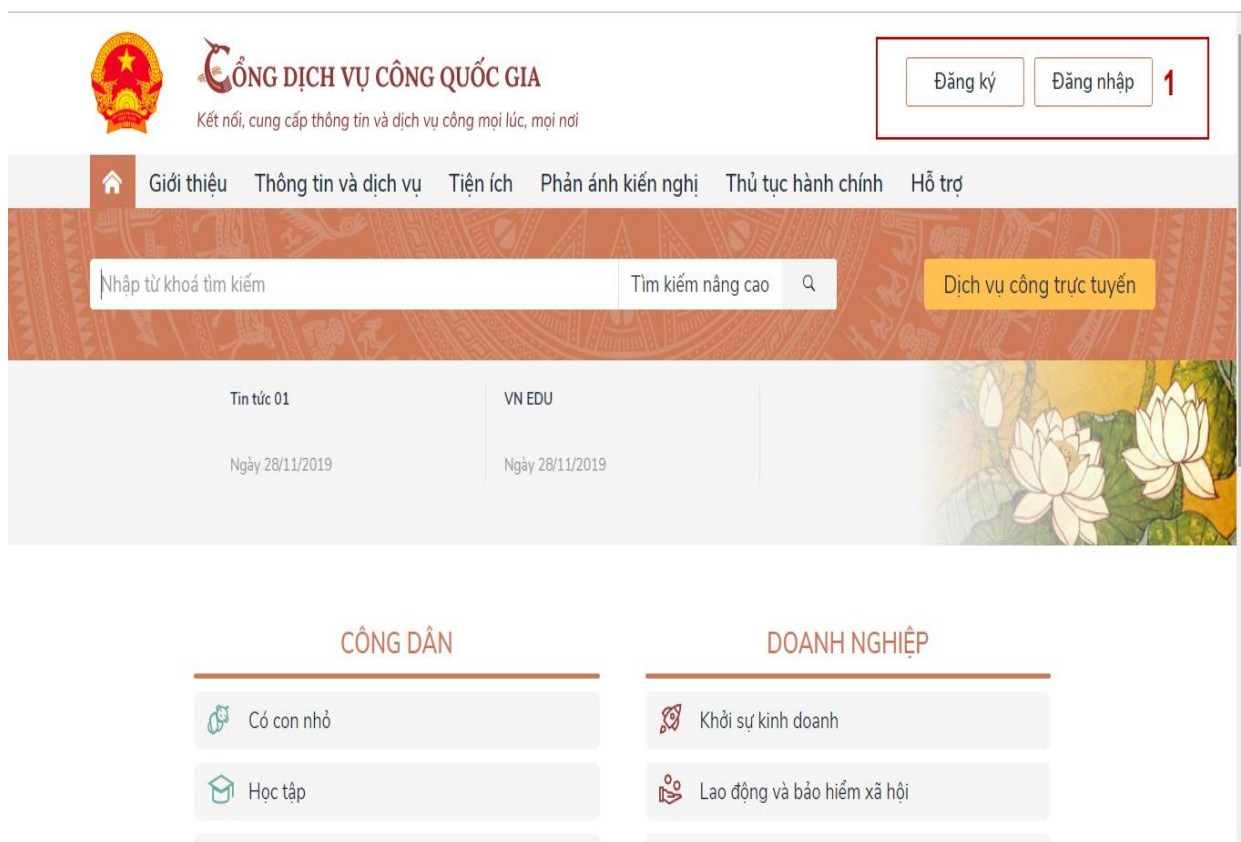 CỔNG DỊCH VỤ CÔNG QUỐC GIA
Kết nối, cung cấp thông tin và dịch vụ công mọi lúc, mọi nơi
Đăng ký Đăng nhập 1
Giới thiệu Thông tin và dịch vụ Tiện ích Phản ánh kiến nghị Thủ tục hành chính Hỗ trợ
Nhập từ khoá tìm kiếm Tìm kiếm nâng cao Dịch vụ công trực tuyến
Tin tức 01 VN EDU
Ngày 28/11/2019 Ngày 28/11/2019
CÔNG DÂN DOANH NGHIỆP
Có con nhỏ Khởi sự kinh doanh
Học tập Lao động và bảo hiểm xã hội